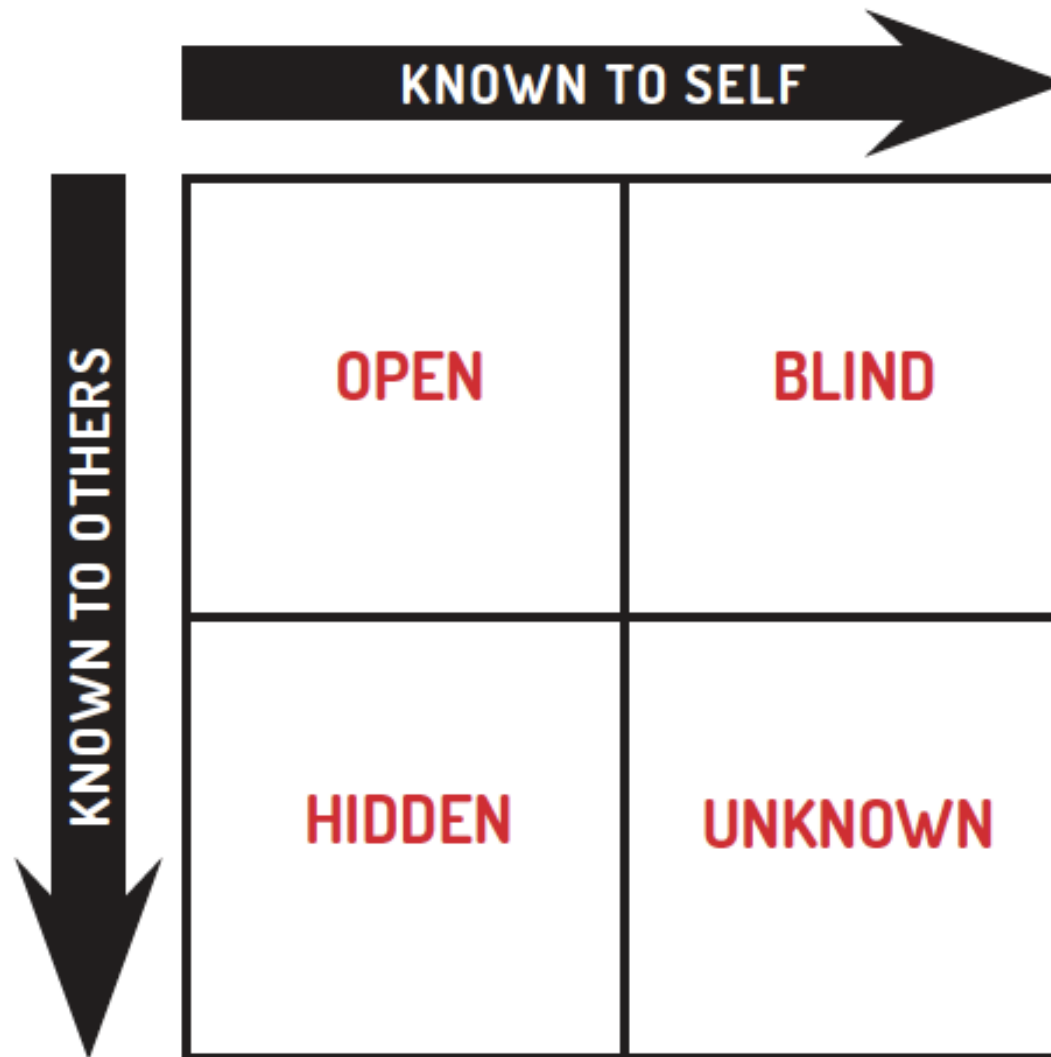 KNOWN TO SELF
KNOWN TO OTHERS
OPEN
BLIND
HIDDEN
UNKNOWN